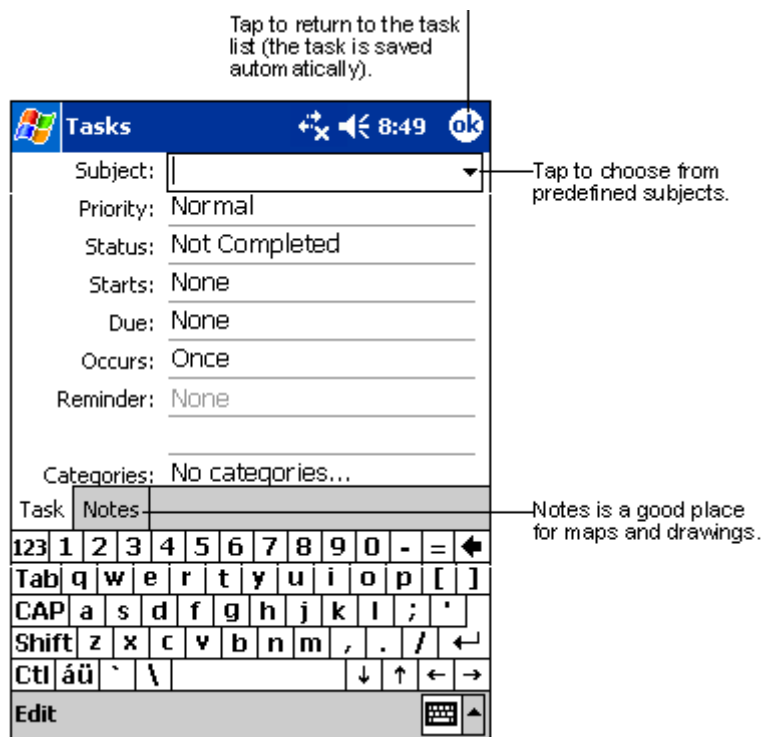 Tap to return to the task
list (the task is saved
automatically).
Tasks 8:49 ok
Subject:
Tap to choose from
predefined subjects.
Priority: Normal
Status: Not Completed
Starts: None
Due: None
Occurs: Once
Reminder: None
Categories: No categories...
Task Notes
Notes is a good place
for maps and drawings.
123 1 2 3 4 5 6 7 8 9 0 - = ←
Tab q w e r t y u i o p [ ]
CAP a s d f g h j k l ; '
Shift z x c v b n m , . / ↵
Ctl áü ` \ ↓ ↑ ← →
Edit